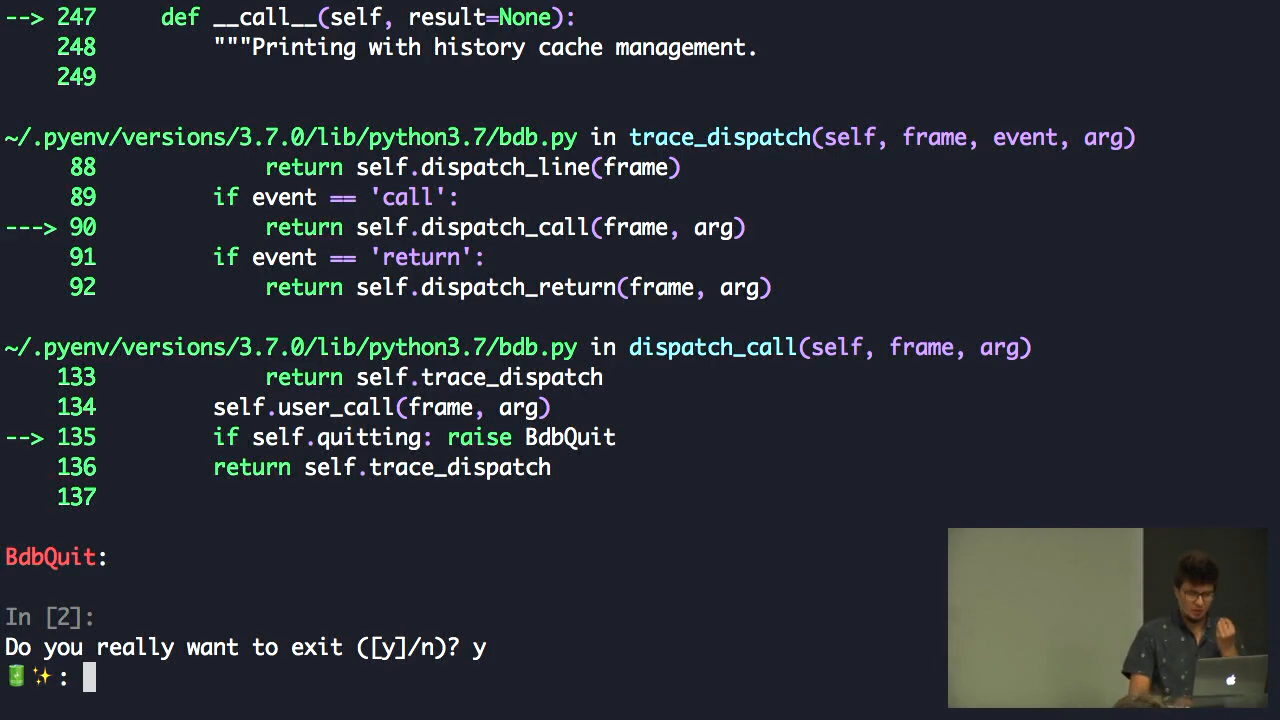 --> 247     def __call__(self, result=None):
    248         """Printing with history cache management.
    249
~/.pyenv/versions/3.7.0/lib/python3.7/bdb.py in trace_dispatch(self, frame, event, arg)
     88             return self.dispatch_line(frame)
     89         if event == 'call':
---> 90             return self.dispatch_call(frame, arg)
     91         if event == 'return':
     92             return self.dispatch_return(frame, arg)
~/.pyenv/versions/3.7.0/lib/python3.7/bdb.py in dispatch_call(self, frame, arg)
    133             return self.trace_dispatch
    134         self.user_call(frame, arg)
--> 135         if self.quitting: raise BdbQuit
    136         return self.trace_dispatch
    137
BdbQuit:
In [2]:
Do you really want to exit ([y]/n)? y
🔋✨: